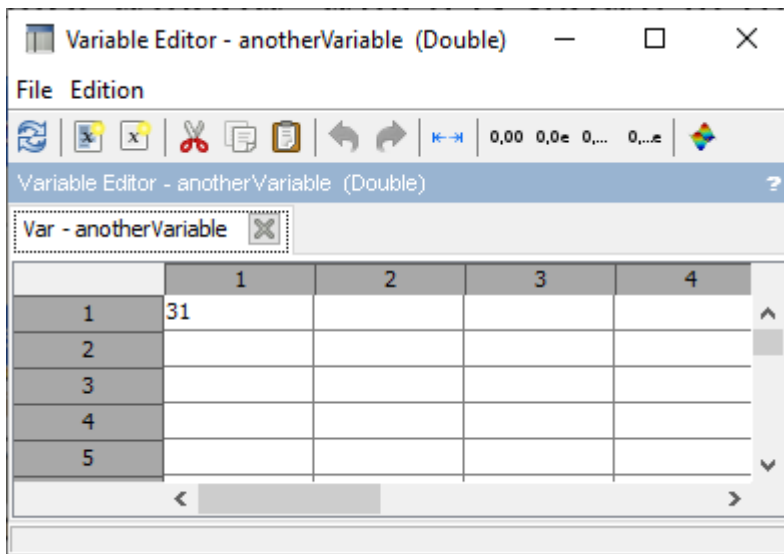 Variable Editor - anotherVariable (Double)
File Edition
0,00 0,0e 0,... 0,...e
Variable Editor - anotherVariable (Double) ?
Var - anotherVariable
1 2 3 4
1 31
2
3
4
5